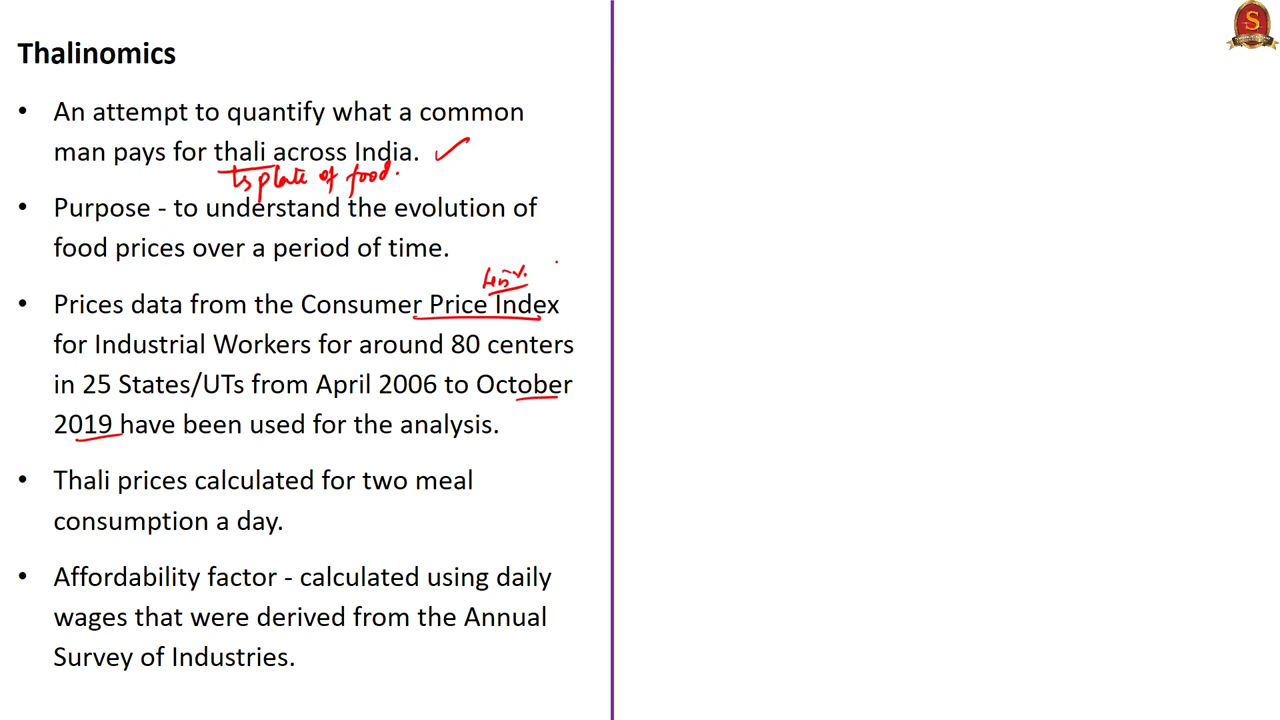 Thalinomics
• An attempt to quantify what a common
man pays for thali across India.
↳ plate of food.
• Purpose - to understand the evolution of
food prices over a period of time.
• Prices data from the Consumer Price Index
for Industrial Workers for around 80 centers
in 25 States/UTs from April 2006 to October
2019 have been used for the analysis.
• Thali prices calculated for two meal
consumption a day.
• Affordability factor - calculated using daily
wages that were derived from the Annual
Survey of Industries.
S